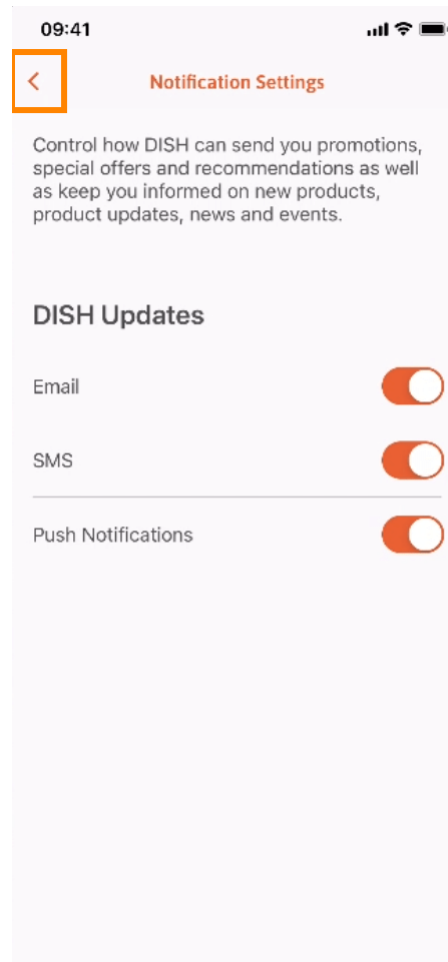 09:41
Notification Settings
Control how DISH can send you promotions,
special offers and recommendations as well
as keep you informed on new products,
product updates, news and events.
DISH Updates
Email
SMS
Push Notifications